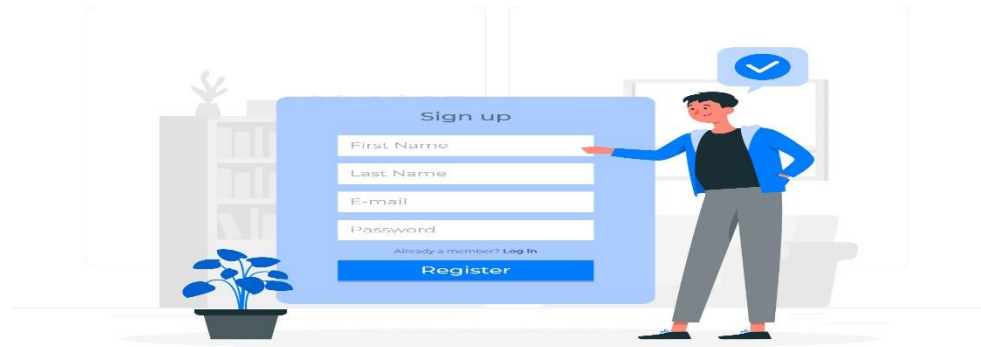 Sign up
First Name
Last Name
E-mail
Password
Already a member? Log In
Register